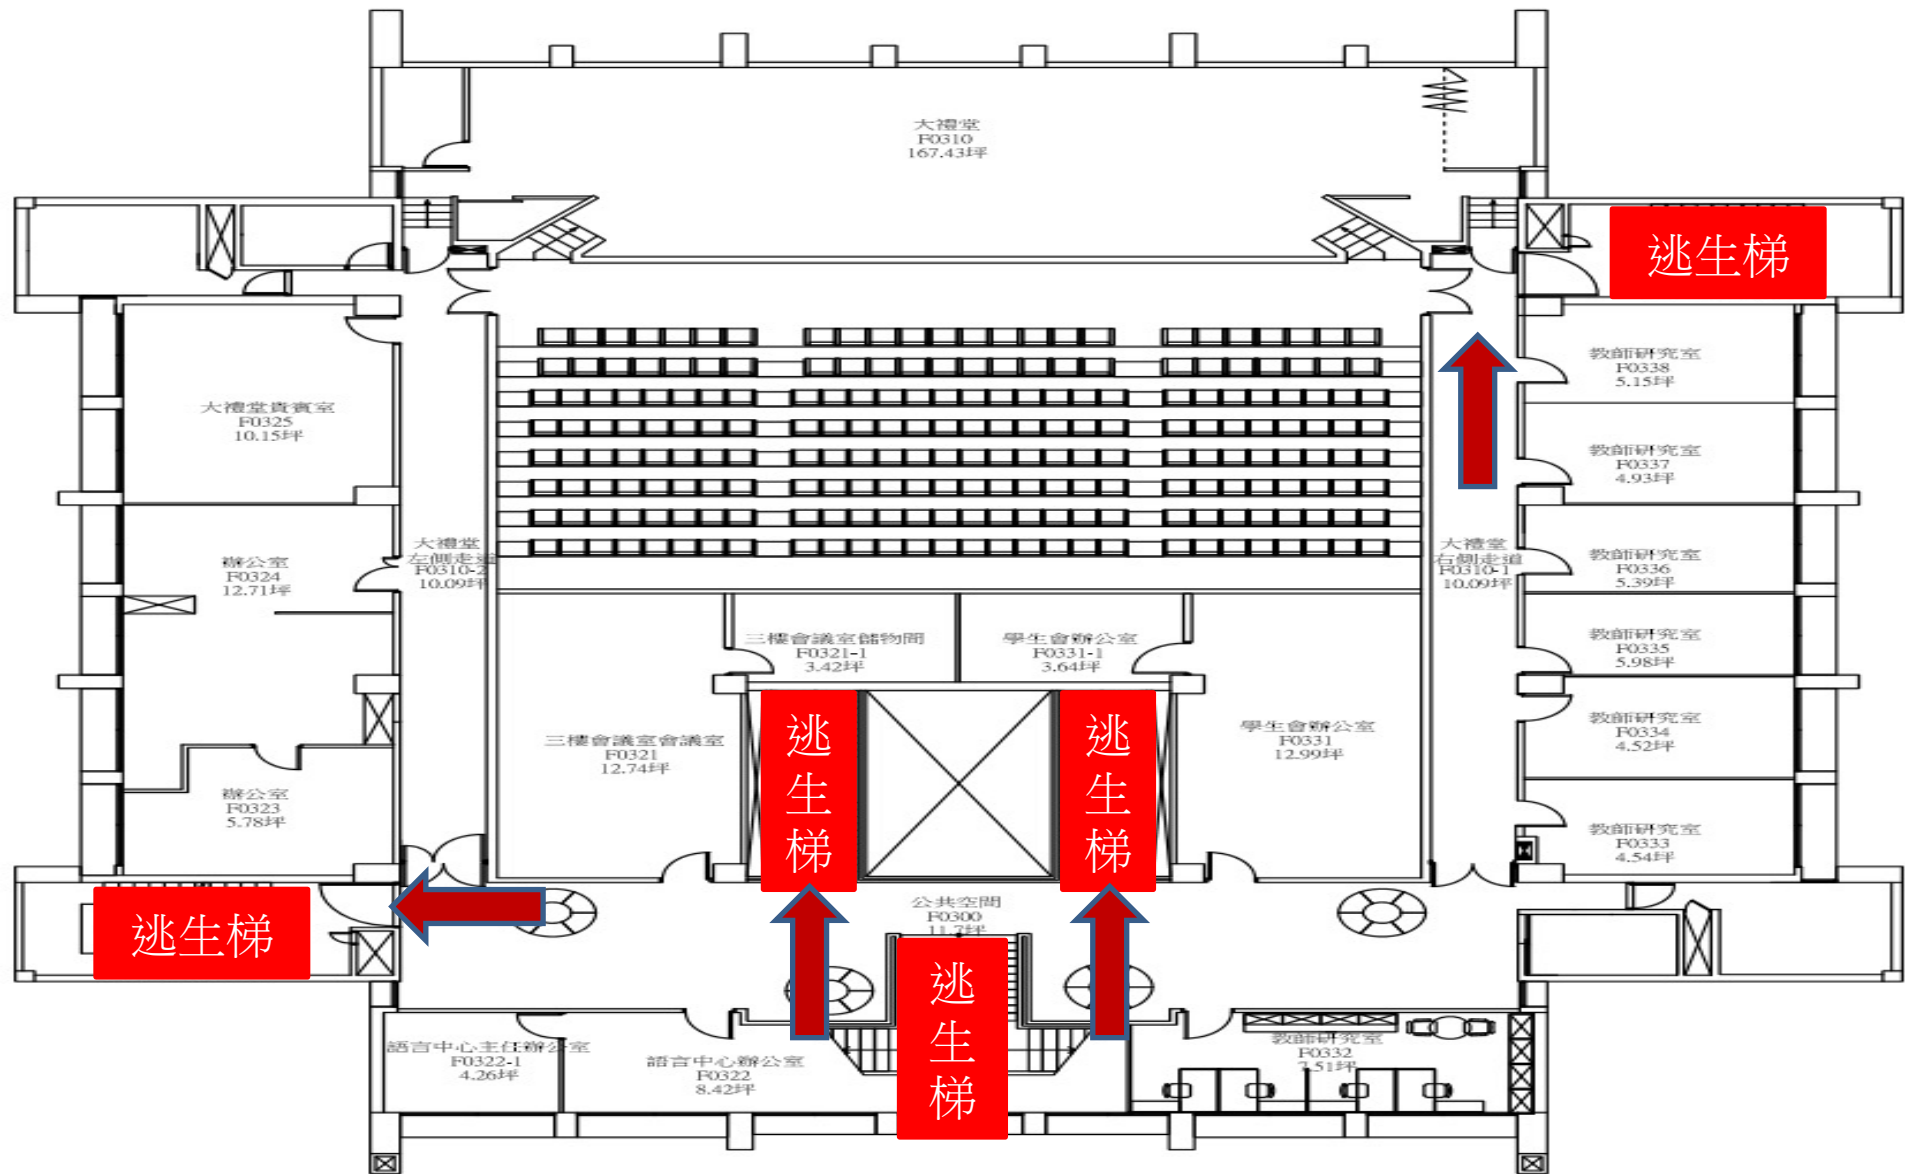 大禮堂
F0310
167.43坪
逃生梯
教師研究室
F0338
5.15坪
大禮堂貴賓室
F0325
10.15坪
教師研究室
F0337
4.93坪
大禮堂
左側走道
F0310-2
10.09坪
大禮堂
右側走道
F0310-1
10.09坪
辦公室
F0324
12.71坪
教師研究室
F0336
5.39坪
三樓會議室儲物間
F0321-1
3.42坪
學生會辦公室
F0331-1
3.64坪
教師研究室
F0335
5.98坪
三樓會議室會議室
F0321
12.74坪
逃生梯
逃生梯
學生會辦公室
F0331
12.99坪
教師研究室
F0334
4.52坪
辦公室
F0323
5.78坪
教師研究室
F0333
4.54坪
逃生梯
公共空間
F0300
11.7坪
逃生梯
語言中心主任辦公室
F0322-1
4.26坪
語言中心辦公室
F0322
8.42坪
教師研究室
F0332
7.51坪